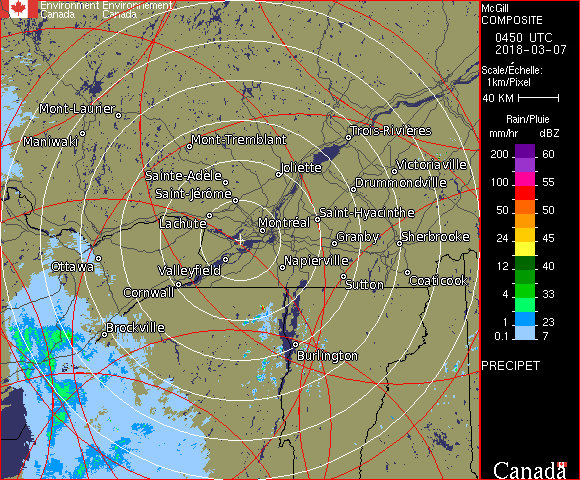 Environment Environnement
Canada Canada
McGill
COMPOSITE
0450 UTC
2018-03-07
Scale/Échelle:
1km/Pixel
40 KM
Rain/Pluie
mm/hr dBZ
200 60
150 57
100 55
50 50
24 45
12 40
4 33
1 23
0.1 7
PRECIPET
Canada
Mont-Laurier
Maniwaki
Mont-Tremblant
Trois-Rivières
Joliette
Victoriaville
Sainte-Adèle
Drummondville
Saint-Jérôme
Saint-Hyacinthe
Lachute
Montréal
Granby
Sherbrooke
Ottawa
Valleyfield
Napierville
Sutton
Coaticook
Cornwall
Brockville
Burlington